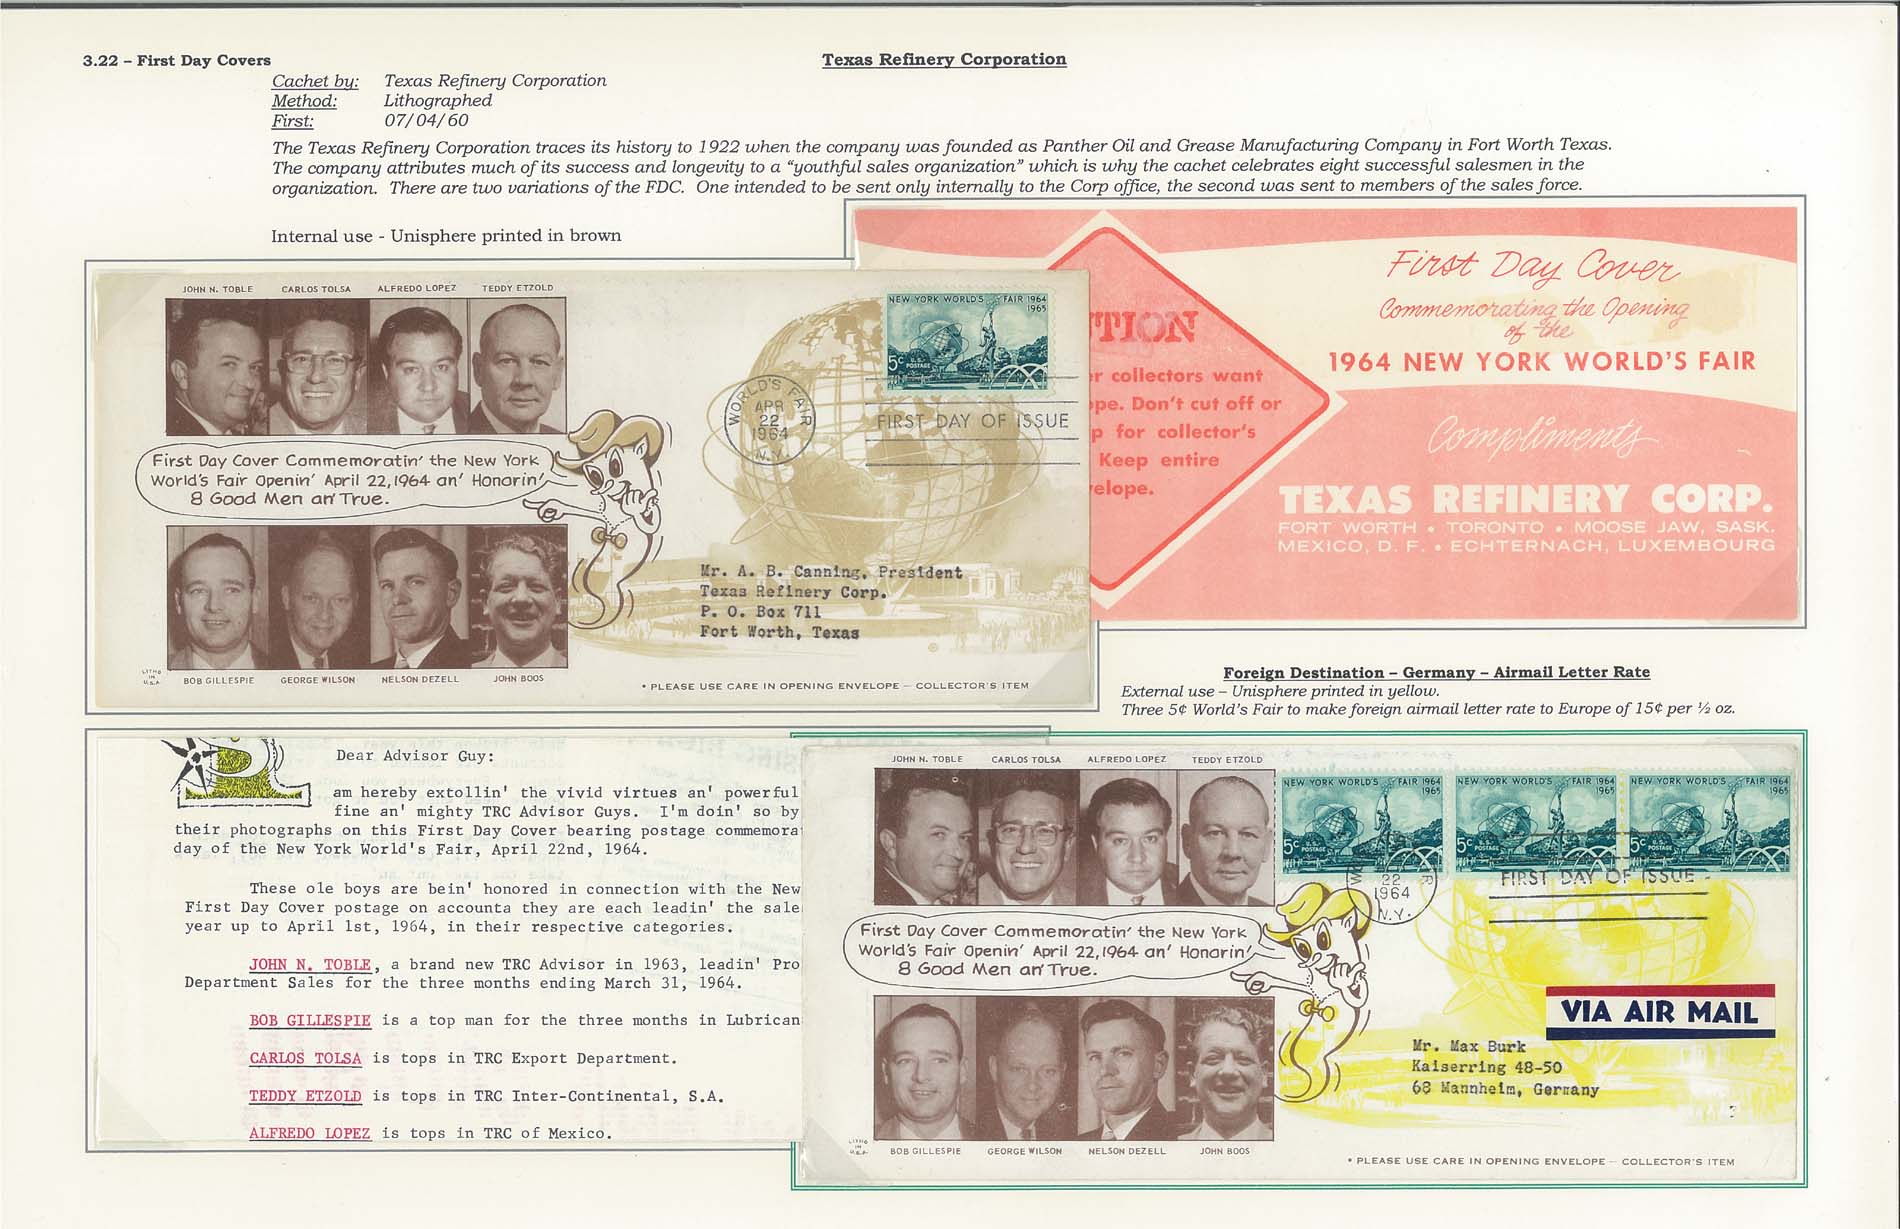 3.22 – First Day Covers
Texas Refinery Corporation
Cachet by: Texas Refinery Corporation
Method: Lithographed
First: 07/04/60
The Texas Refinery Corporation traces its history to 1922 when the company was founded as Panther Oil and Grease Manufacturing Company in Fort Worth Texas.
The company attributes much of its success and longevity to a “youthful sales organization” which is why the cachet celebrates eight successful salesmen in the
organization. There are two variations of the FDC. One intended to be sent only internally to the Corp office, the second was sent to members of the sales force.
Internal use - Unisphere printed in brown
JOHN N. TOBLE CARLOS TOLSA ALFREDO LOPEZ TEDDY ETZOLD
NEW YORK WORLD'S FAIR 1964
1965
5c
U.S. POSTAGE
WORLD'S FAIR
APR
22
1964
N.Y.
FIRST DAY OF ISSUE
First Day Cover Commemoratin' the New York
World's Fair Openin' April 22, 1964 an' Honorin'
8 Good Men an' True.
Mr. A. B. Canning, President
Texas Refinery Corp.
P. O. Box 711
Fort Worth, Texas
LITHO
IN
U.S.A.
BOB GILLESPIE GEORGE WILSON NELSON DEZELL JOHN BOOS
• PLEASE USE CARE IN OPENING ENVELOPE – COLLECTOR'S ITEM
TION
r collectors want
pe. Don't cut off or
p for collector's
Keep entire
elope.
First Day Cover
Commemorating the Opening
of the
1964 NEW YORK WORLD'S FAIR
Compliments
TEXAS REFINERY CORP.
FORT WORTH • TORONTO • MOOSE JAW, SASK.
MEXICO, D. F. • ECHTERNACH, LUXEMBOURG
Foreign Destination – Germany – Airmail Letter Rate
External use – Unisphere printed in yellow.
Three 5¢ World's Fair to make foreign airmail letter rate to Europe of 15¢ per ½ oz.
Dear Advisor Guy:
am hereby extollin' the vivid virtues an' powerful
fine an' mighty TRC Advisor Guys. I'm doin' so by
their photographs on this First Day Cover bearing postage commemora
day of the New York World's Fair, April 22nd, 1964.
These ole boys are bein' honored in connection with the New
First Day Cover postage on accounta they are each leadin' the sale
year up to April 1st, 1964, in their respective categories.
JOHN N. TOBLE, a brand new TRC Advisor in 1963, leadin' Pro
Department Sales for the three months ending March 31, 1964.
BOB GILLESPIE is a top man for the three months in Lubrican
CARLOS TOLSA is tops in TRC Export Department.
TEDDY ETZOLD is tops in TRC Inter-Continental, S.A.
ALFREDO LOPEZ is tops in TRC of Mexico.
JOHN N. TOBLE CARLOS TOLSA ALFREDO LOPEZ TEDDY ETZOLD
NEW YORK WORLD'S FAIR 1964 NEW YORK WORLD'S FAIR 1964 NEW YORK WORLD'S FAIR 1964
1965 1965 1965
5c 5c 5c
U.S. POSTAGE U.S. POSTAGE U.S. POSTAGE
22
1964
N.Y.
FIRST DAY OF ISSUE
First Day Cover Commemoratin' the New York
World's Fair Openin' April 22, 1964 an' Honorin'
8 Good Men an' True.
VIA AIR MAIL
Mr. Max Burk
Kaiserring 48-50
68 Mannheim, Germany
LITHO
IN
U.S.A.
BOB GILLESPIE GEORGE WILSON NELSON DEZELL JOHN BOOS
• PLEASE USE CARE IN OPENING ENVELOPE – COLLECTOR'S ITEM